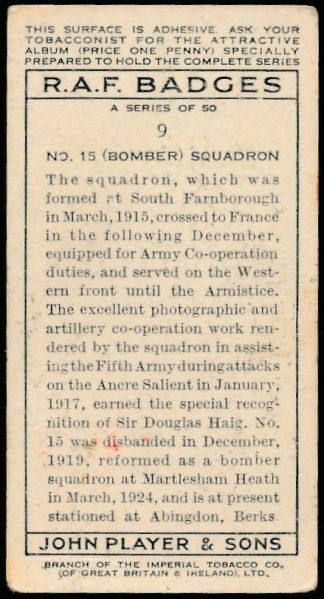 THIS SURFACE IS ADHESIVE. ASK YOUR
TOBACCONIST FOR THE ATTRACTIVE
ALBUM (PRICE ONE PENNY) SPECIALLY
PREPARED TO HOLD THE COMPLETE SERIES
R.A.F. BADGES
A SERIES OF 50
9
NO. 15 (BOMBER) SQUADRON
The squadron, which was
formed at South Farnborough
in March, 1915, crossed to France
in the following December,
equipped for Army Co-operation
duties, and served on the West-
ern front until the Armistice.
The excellent photographic and
artillery co-operation work ren-
dered by the squadron in assist-
ing the Fifth Army during attacks
on the Ancre Salient in January,
1917, earned the special recog-
nition of Sir Douglas Haig. No.
15 was disbanded in December,
1919, reformed as a bomber
squadron at Martlesham Heath
in March, 1924, and is at present
stationed at Abingdon, Berks.
JOHN PLAYER & SONS
BRANCH OF THE IMPERIAL TOBACCO CO.
(OF GREAT BRITAIN & IRELAND), LTD.